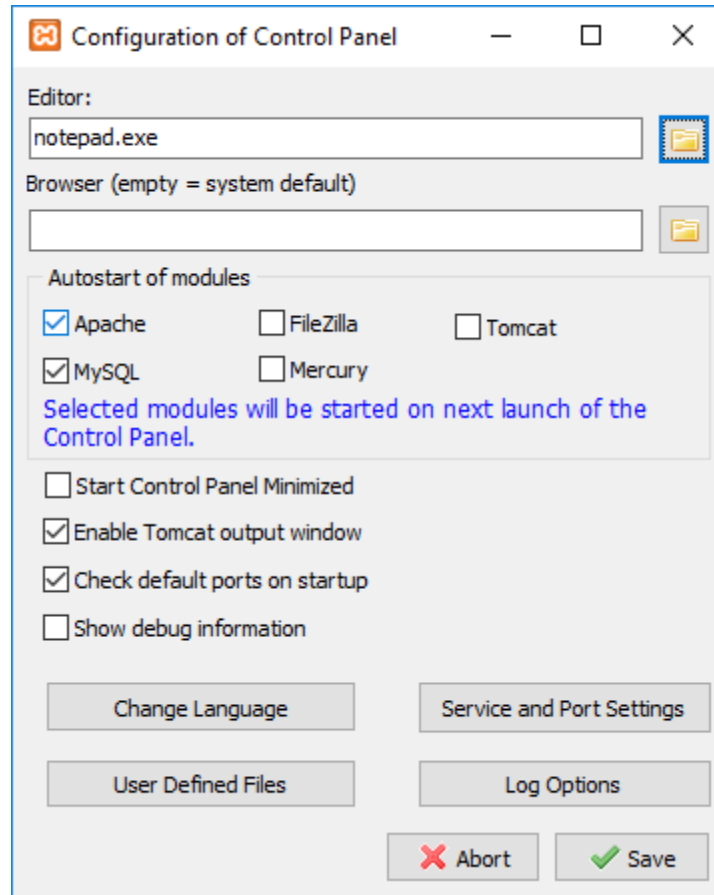 Configuration of Control Panel
Editor:
notepad.exe
Browser (empty = system default)
Autostart of modules
Apache FileZilla Tomcat
MySQL Mercury
Selected modules will be started on next launch of the
Control Panel.
Start Control Panel Minimized
Enable Tomcat output window
Check default ports on startup
Show debug information
Change Language Service and Port Settings
User Defined Files Log Options
Abort Save